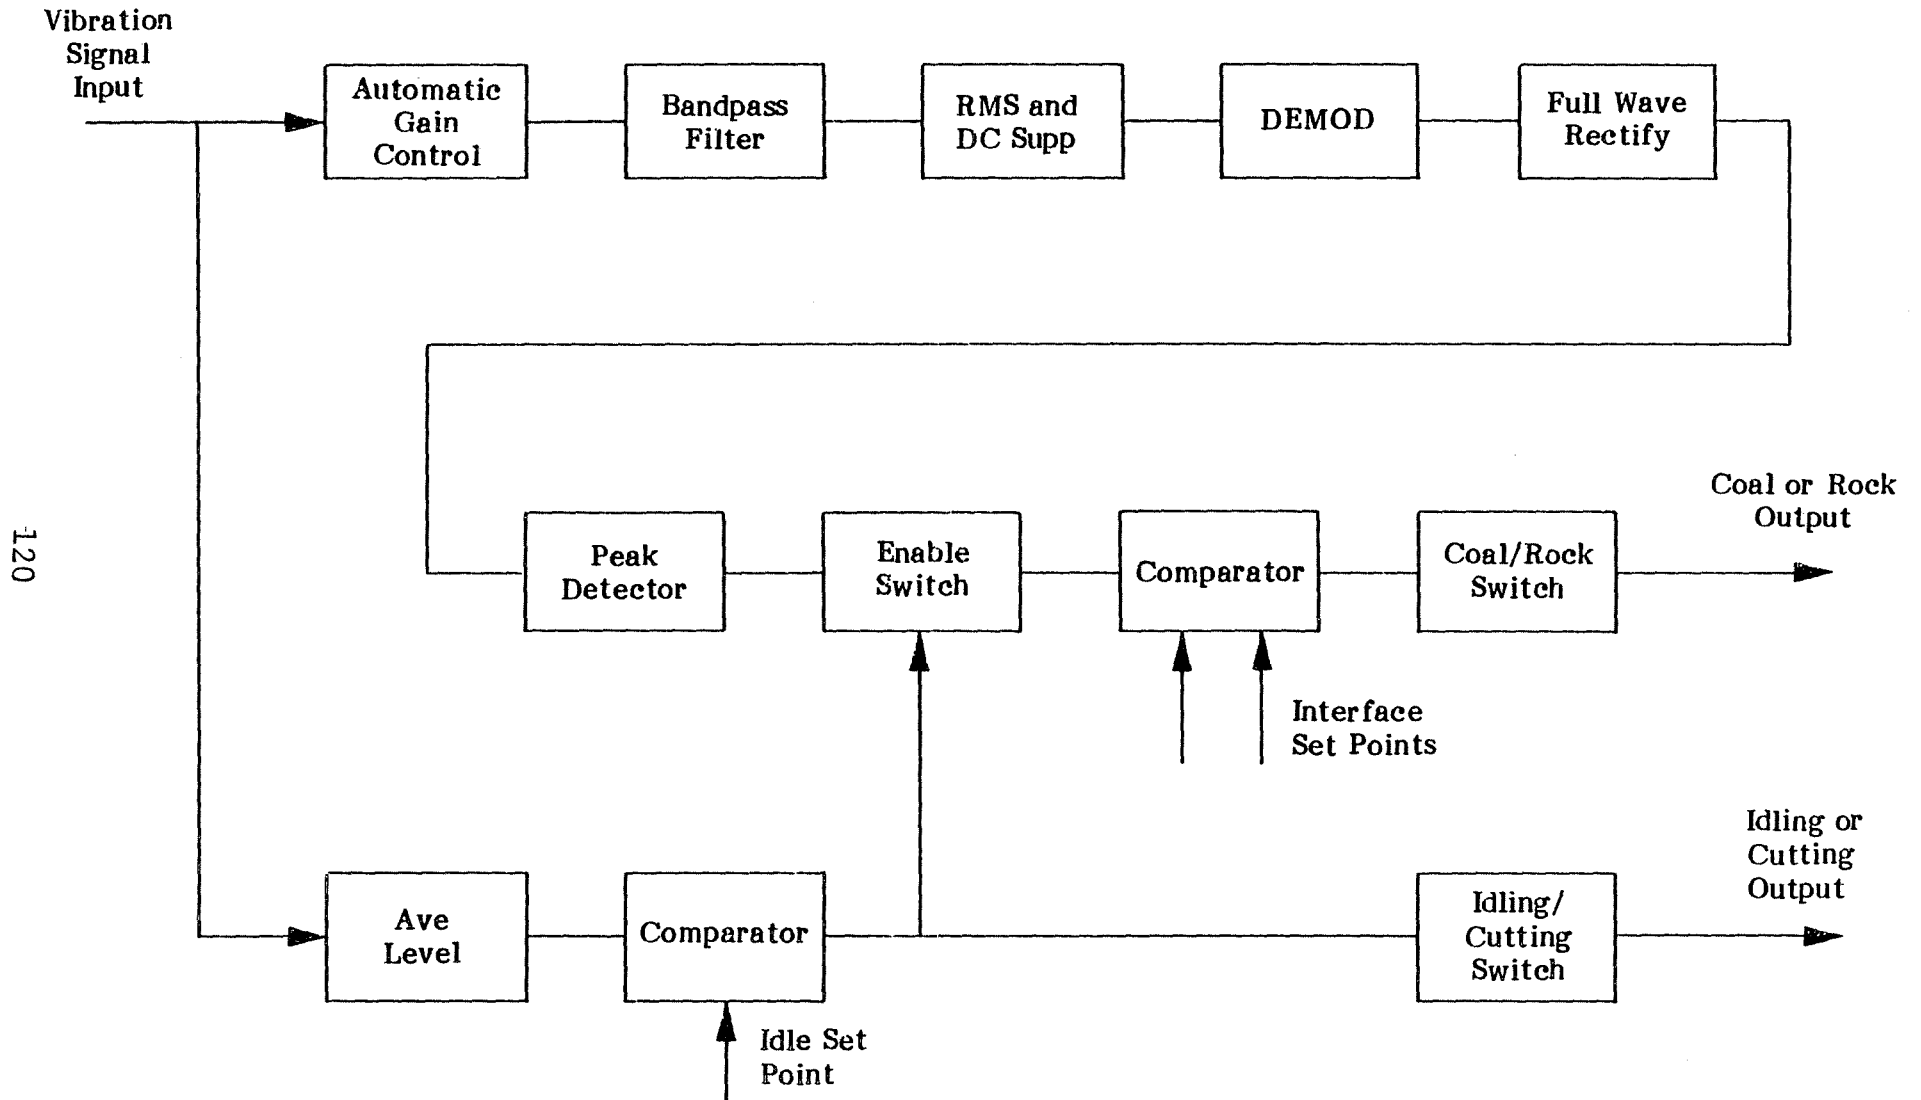 Vibration
Signal
Input
Automatic
Gain
Control
Bandpass
Filter
RMS and
DC Supp
DEMOD
Full Wave
Rectify
Peak
Detector
Enable
Switch
Comparator
Coal/Rock
Switch
Coal or Rock
Output
Interface
Set Points
120
Ave
Level
Comparator
Idling/
Cutting
Switch
Idling or
Cutting
Output
Idle Set
Point